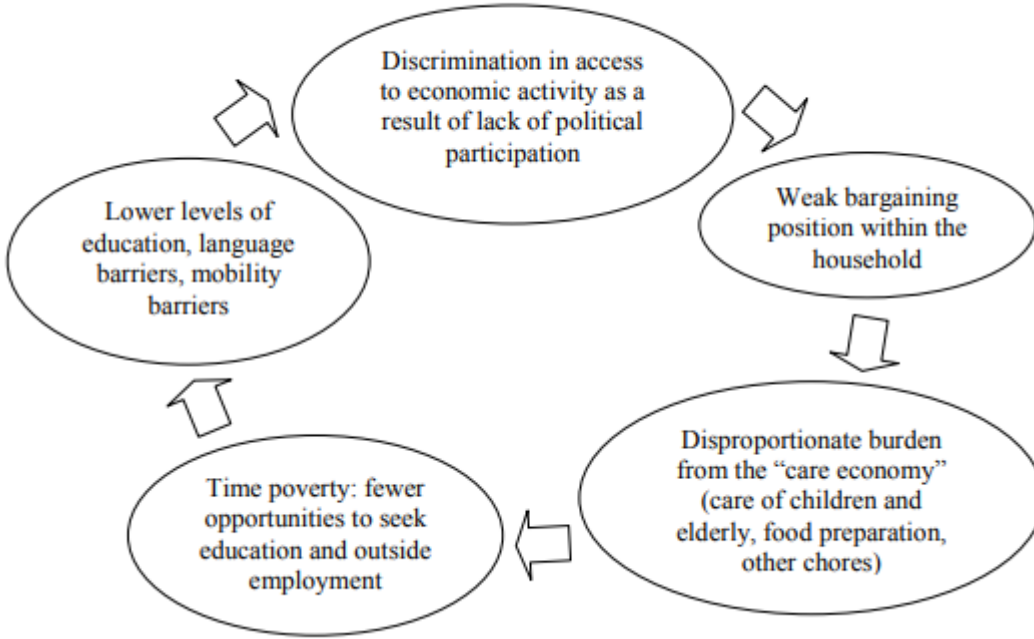 Discrimination in access
to economic activity as a
result of lack of political
participation
Weak bargaining
position within the
household
Disproportionate burden
from the “care economy”
(care of children and
elderly, food preparation,
other chores)
Time poverty: fewer
opportunities to seek
education and outside
employment
Lower levels of
education, language
barriers, mobility
barriers